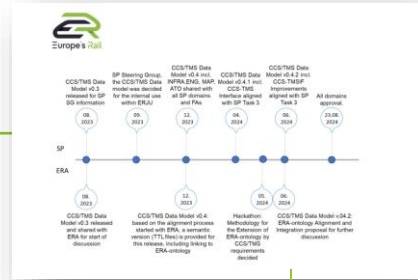 Europe's Rail
CCS/TMS Data
Model v0.3
released for SP
SG information
SP Steering Group,
the CCS/TMS Data
model was decided
for the internal use
within ERJU
CCS/TMS Data
Model v0.4 incl.
INFRA.ENG, MAP,
ATO shared with
all SP domains
and FAs
CCS/TMS Data
Model v0.4.1 incl.
CCS-TMS
Interface aligned
with SP Task 3
CCS/TMS Data
Model v0.4.2 incl.
CC-TMSiF
Improvements
aligned with SP
Task 3
All domains
approval.
08.
2023
09.
2023
12.
2023
04.
2024
06.
2024
23.08.
2024
SP
ERA
08.
2023
12.
2023
05.
2024
06.
2024
CCS/TMS Data
Model v0.3 released
and shared with
ERA for start of
discussion
CCS/TMS Data Model v0.4:
based on the alignment process
started with ERA, a semantic
version (TTL files) is provided for
this release, including linking to
ERA-ontology
Hackathon:
Methodology for
the Extension of
ERA-ontology by
CCS/TMS
requirements
decided
CCS/TMS Data Model v.04.2:
ERA-ontology Alignment and
Integration proposal for further
discussion